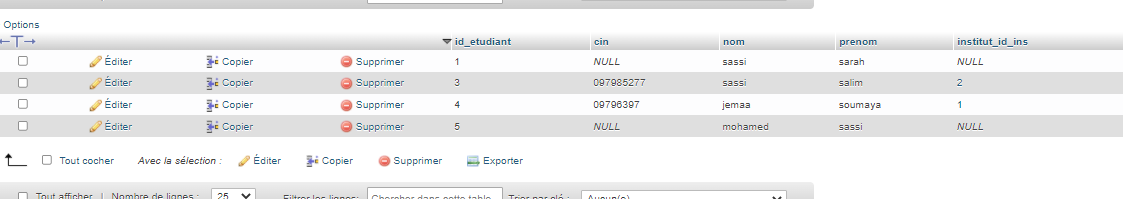 Options
id_etudiant cin nom prenom institut_id_ins
Éditer Copier Supprimer 1 NULL sassi sarah NULL
Éditer Copier Supprimer 3 097985277 sassi salim 2
Éditer Copier Supprimer 4 09796397 jemaa soumaya 1
Éditer Copier Supprimer 5 NULL mohamed sassi NULL
Tout cocher Avec la sélection : Éditer Copier Supprimer Exporter
Tout afficher | Nombre de lignes : 25 Filtrer les lignes: Chercher dans cette table Trier par clé : Aucun(e)